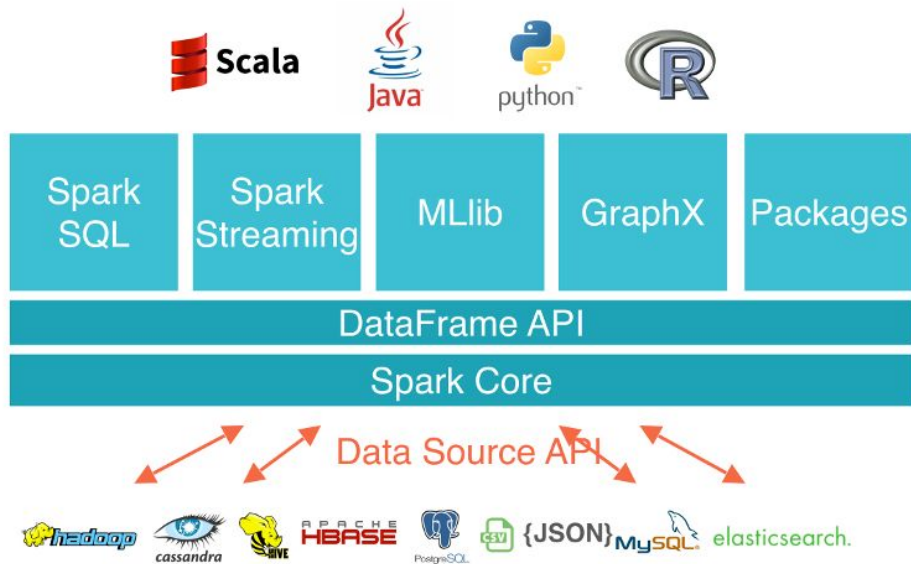 Scala
Java
python™
R
Spark
SQL
Spark
Streaming
MLlib
GraphX
Packages
DataFrame API
Spark Core
Data Source API
hadoop
cassandra
HIVE
APACHE
HBASE
PostgreSQL
CSV
{JSON}
MySQL®
elasticsearch.